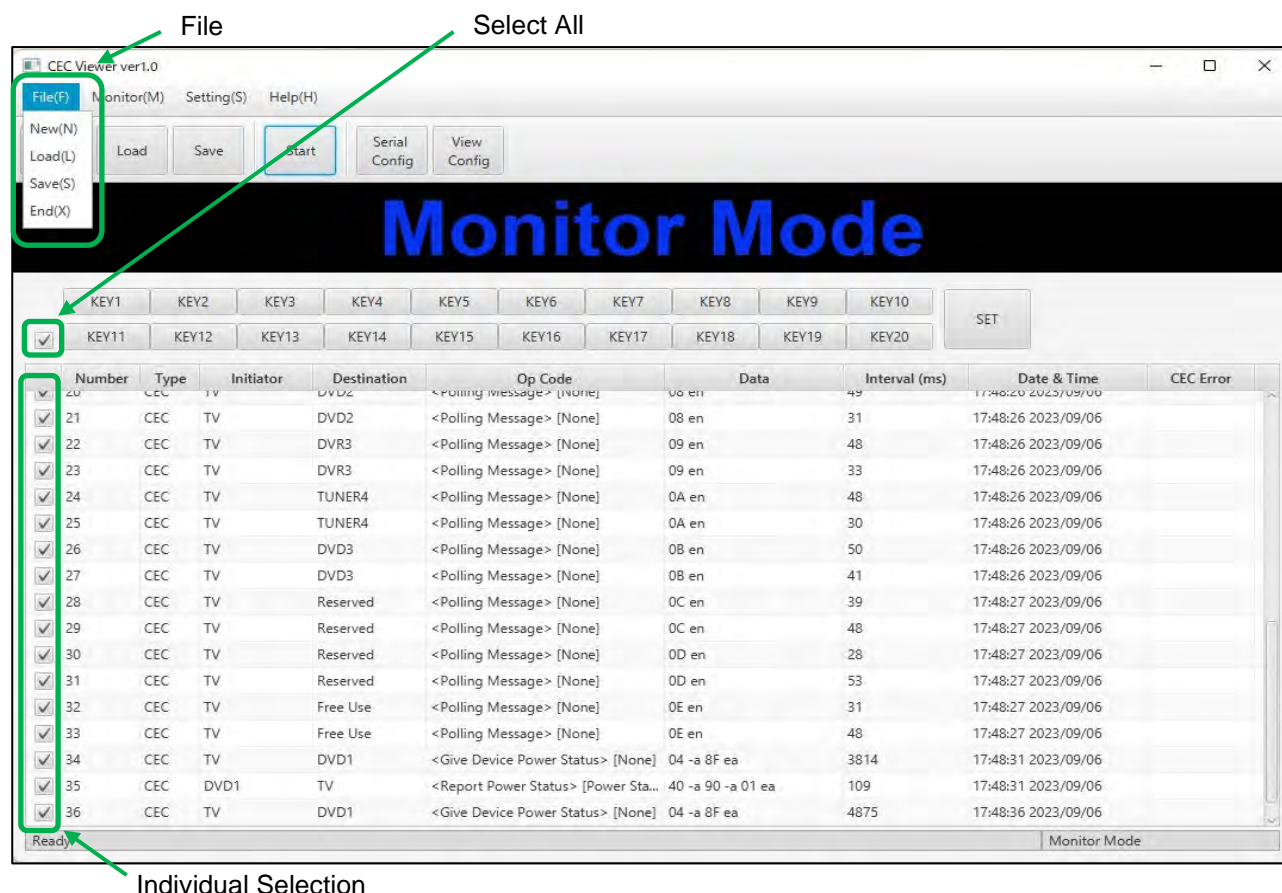 File Select All
CEC Viewer ver1.0
File(F) Monitor(M) Setting(S) Help(H)
New(N)
Load(L)
Save(S)
End(X)
Load Save Start Serial Config View Config
Monitor Mode
KEY1 KEY2 KEY3 KEY4 KEY5 KEY6 KEY7 KEY8 KEY9 KEY10
SET
KEY11 KEY12 KEY13 KEY14 KEY15 KEY16 KEY17 KEY18 KEY19 KEY20
Number Type Initiator Destination Op Code Data Interval (ms) Date & Time CEC Error
20 CEC TV DVD2 <Polling Message> [None] 08 en 49 17:48:26 2023/09/06
21 CEC TV DVD2 <Polling Message> [None] 08 en 31 17:48:26 2023/09/06
22 CEC TV DVR3 <Polling Message> [None] 09 en 48 17:48:26 2023/09/06
23 CEC TV DVR3 <Polling Message> [None] 09 en 33 17:48:26 2023/09/06
24 CEC TV TUNER4 <Polling Message> [None] 0A en 48 17:48:26 2023/09/06
25 CEC TV TUNER4 <Polling Message> [None] 0A en 30 17:48:26 2023/09/06
26 CEC TV DVD3 <Polling Message> [None] 0B en 50 17:48:26 2023/09/06
27 CEC TV DVD3 <Polling Message> [None] 0B en 41 17:48:26 2023/09/06
28 CEC TV Reserved <Polling Message> [None] 0C en 39 17:48:27 2023/09/06
29 CEC TV Reserved <Polling Message> [None] 0C en 48 17:48:27 2023/09/06
30 CEC TV Reserved <Polling Message> [None] 0D en 28 17:48:27 2023/09/06
31 CEC TV Reserved <Polling Message> [None] 0D en 53 17:48:27 2023/09/06
32 CEC TV Free Use <Polling Message> [None] 0E en 31 17:48:27 2023/09/06
33 CEC TV Free Use <Polling Message> [None] 0E en 48 17:48:27 2023/09/06
34 CEC TV DVD1 <Give Device Power Status> [None] 04 -a 8F ea 3814 17:48:31 2023/09/06
35 CEC DVD1 TV <Report Power Status> [Power Sta... 40 -a 90 -a 01 ea 109 17:48:31 2023/09/06
36 CEC TV DVD1 <Give Device Power Status> [None] 04 -a 8F ea 4875 17:48:36 2023/09/06
Ready Monitor Mode
Individual Selection